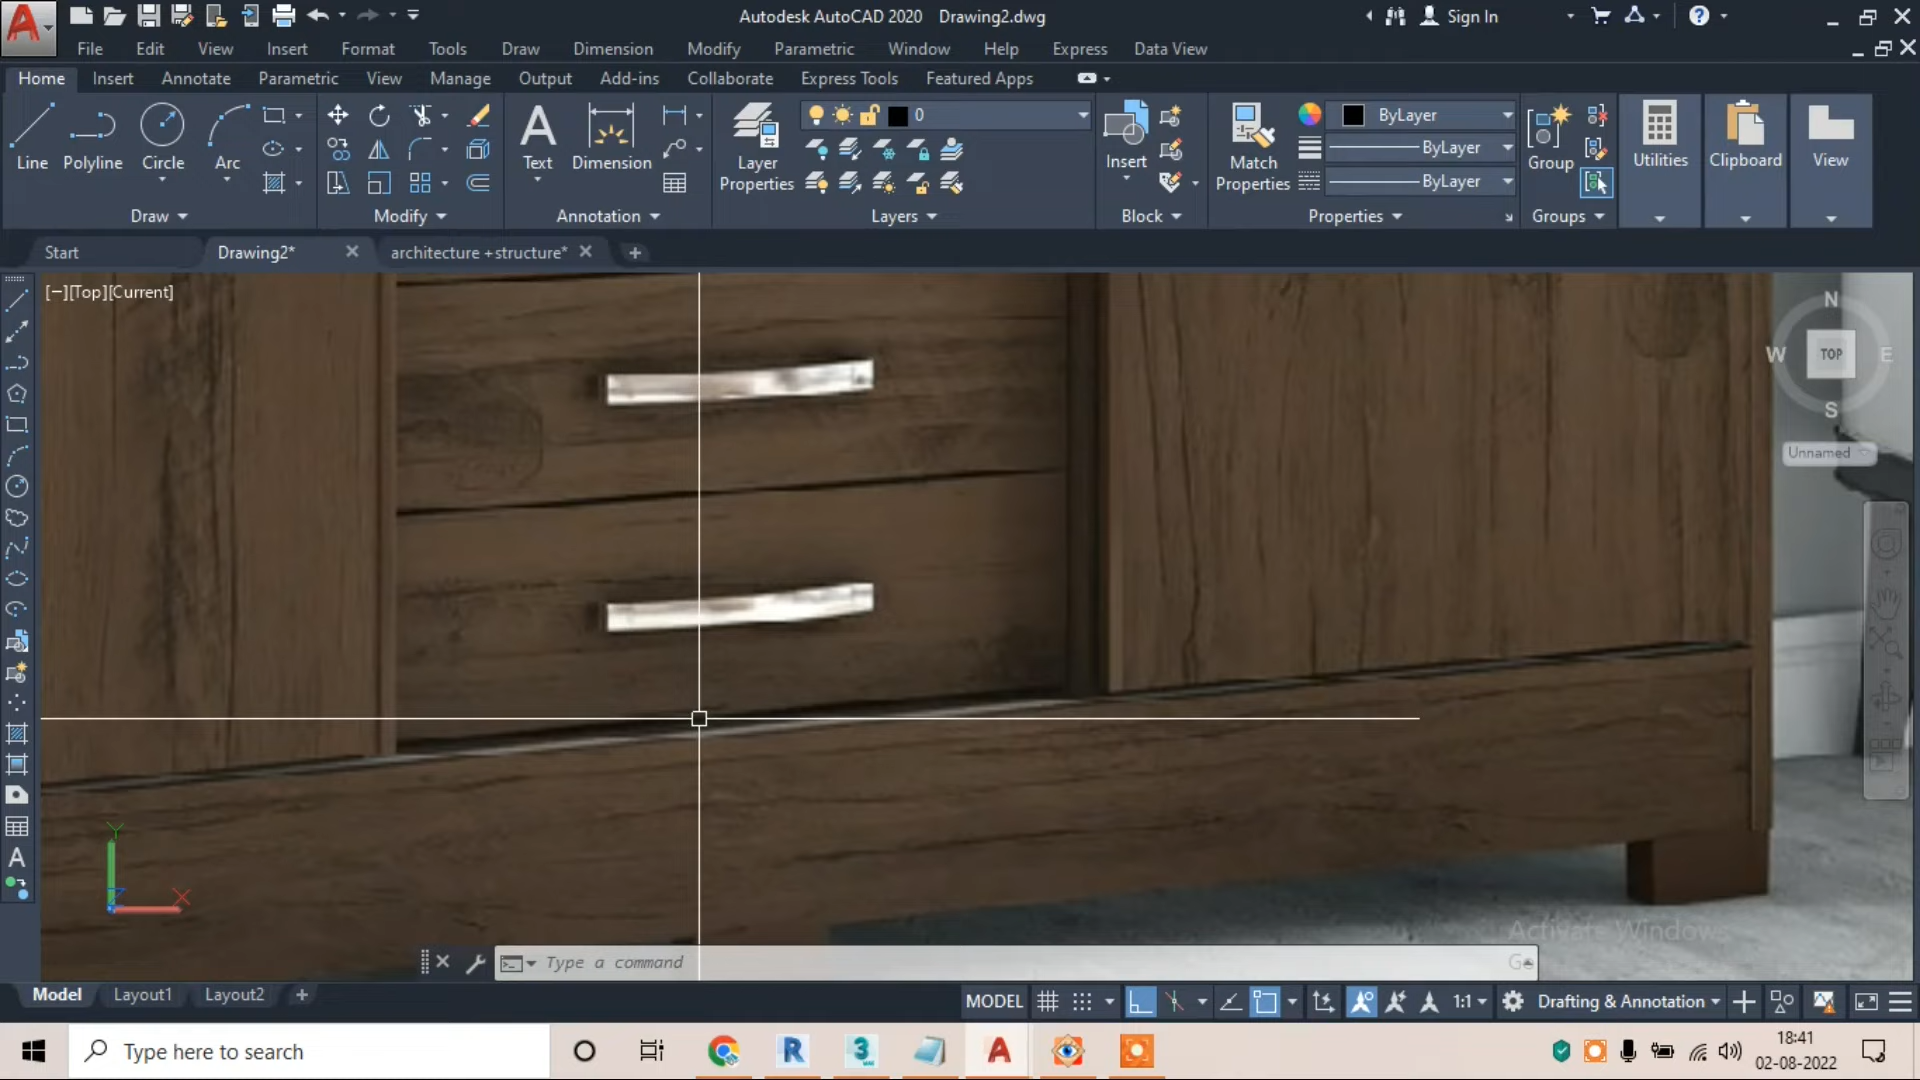 Autodesk AutoCAD 2020 Drawing2.dwg
Sign In
File Edit View Insert Format Tools Draw Dimension Modify Parametric Window Help Express Data View
Home Insert Annotate Parametric View Manage Output Add-ins Collaborate Express Tools Featured Apps
0
ByLayer
ByLayer
ByLayer
Line Polyline Circle Arc
Text Dimension
Layer Properties
Insert
Match Properties
Group
Utilities Clipboard View
Draw Modify Annotation Layers Block Properties Groups
Start Drawing2* architecture +structure*
[−][Top][Current]
N
W TOP E
S
Unnamed
Y
X
Activate Windows
Type a command
Model Layout1 Layout2
MODEL 1:1 Drafting & Annotation
Type here to search
18:41
02-08-2022